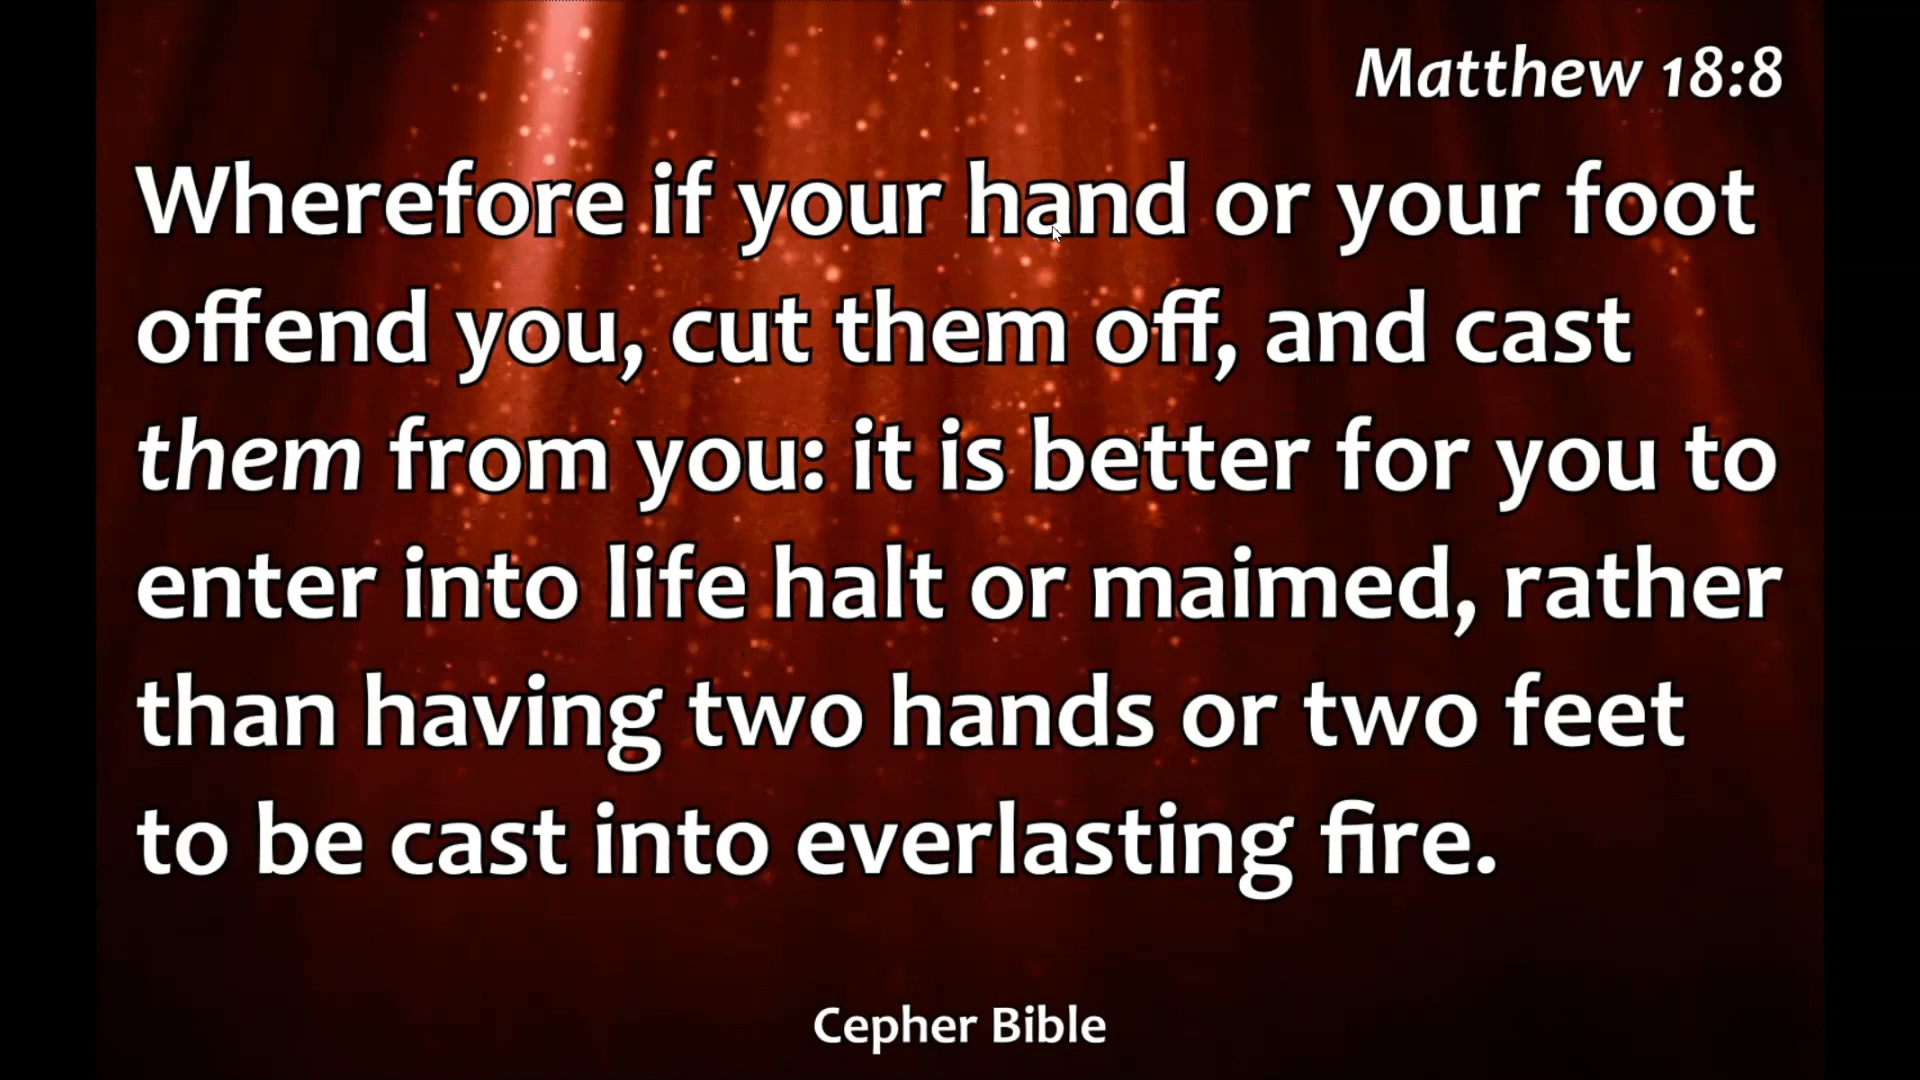 Matthew 18:8
Wherefore if your hand or your foot
offend you, cut them off, and cast
them from you: it is better for you to
enter into life halt or maimed, rather
than having two hands or two feet
to be cast into everlasting fire.
Cepher Bible